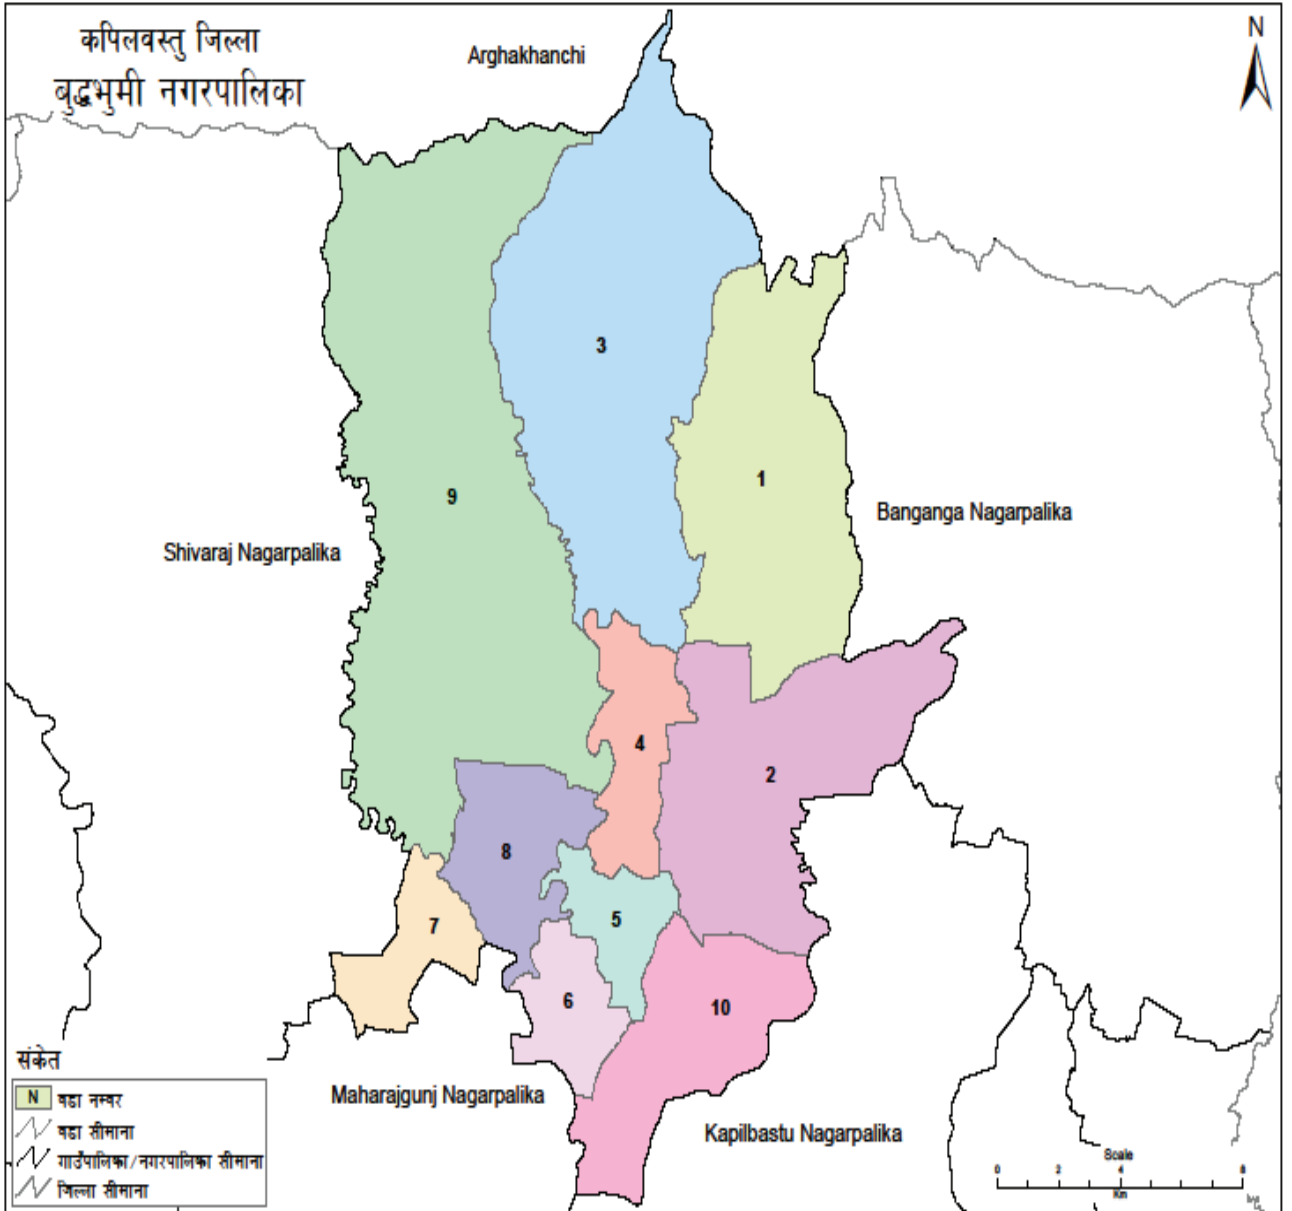 कपिलवस्तु जिल्ला
बुद्धभुमी नगरपालिका
Arghakhanchi
N
3
1
9
Banganga Nagarpalika
Shivaraj Nagarpalika
4
2
8
5
7
6
10
संकेत
N वडा नम्वर
वडा सीमाना
गाउँपालिका/नगरपालिका सीमाना
जिल्ला सीमाना
Maharajgunj Nagarpalika
Kapilbastu Nagarpalika
Scale
0 2 4 8
Km